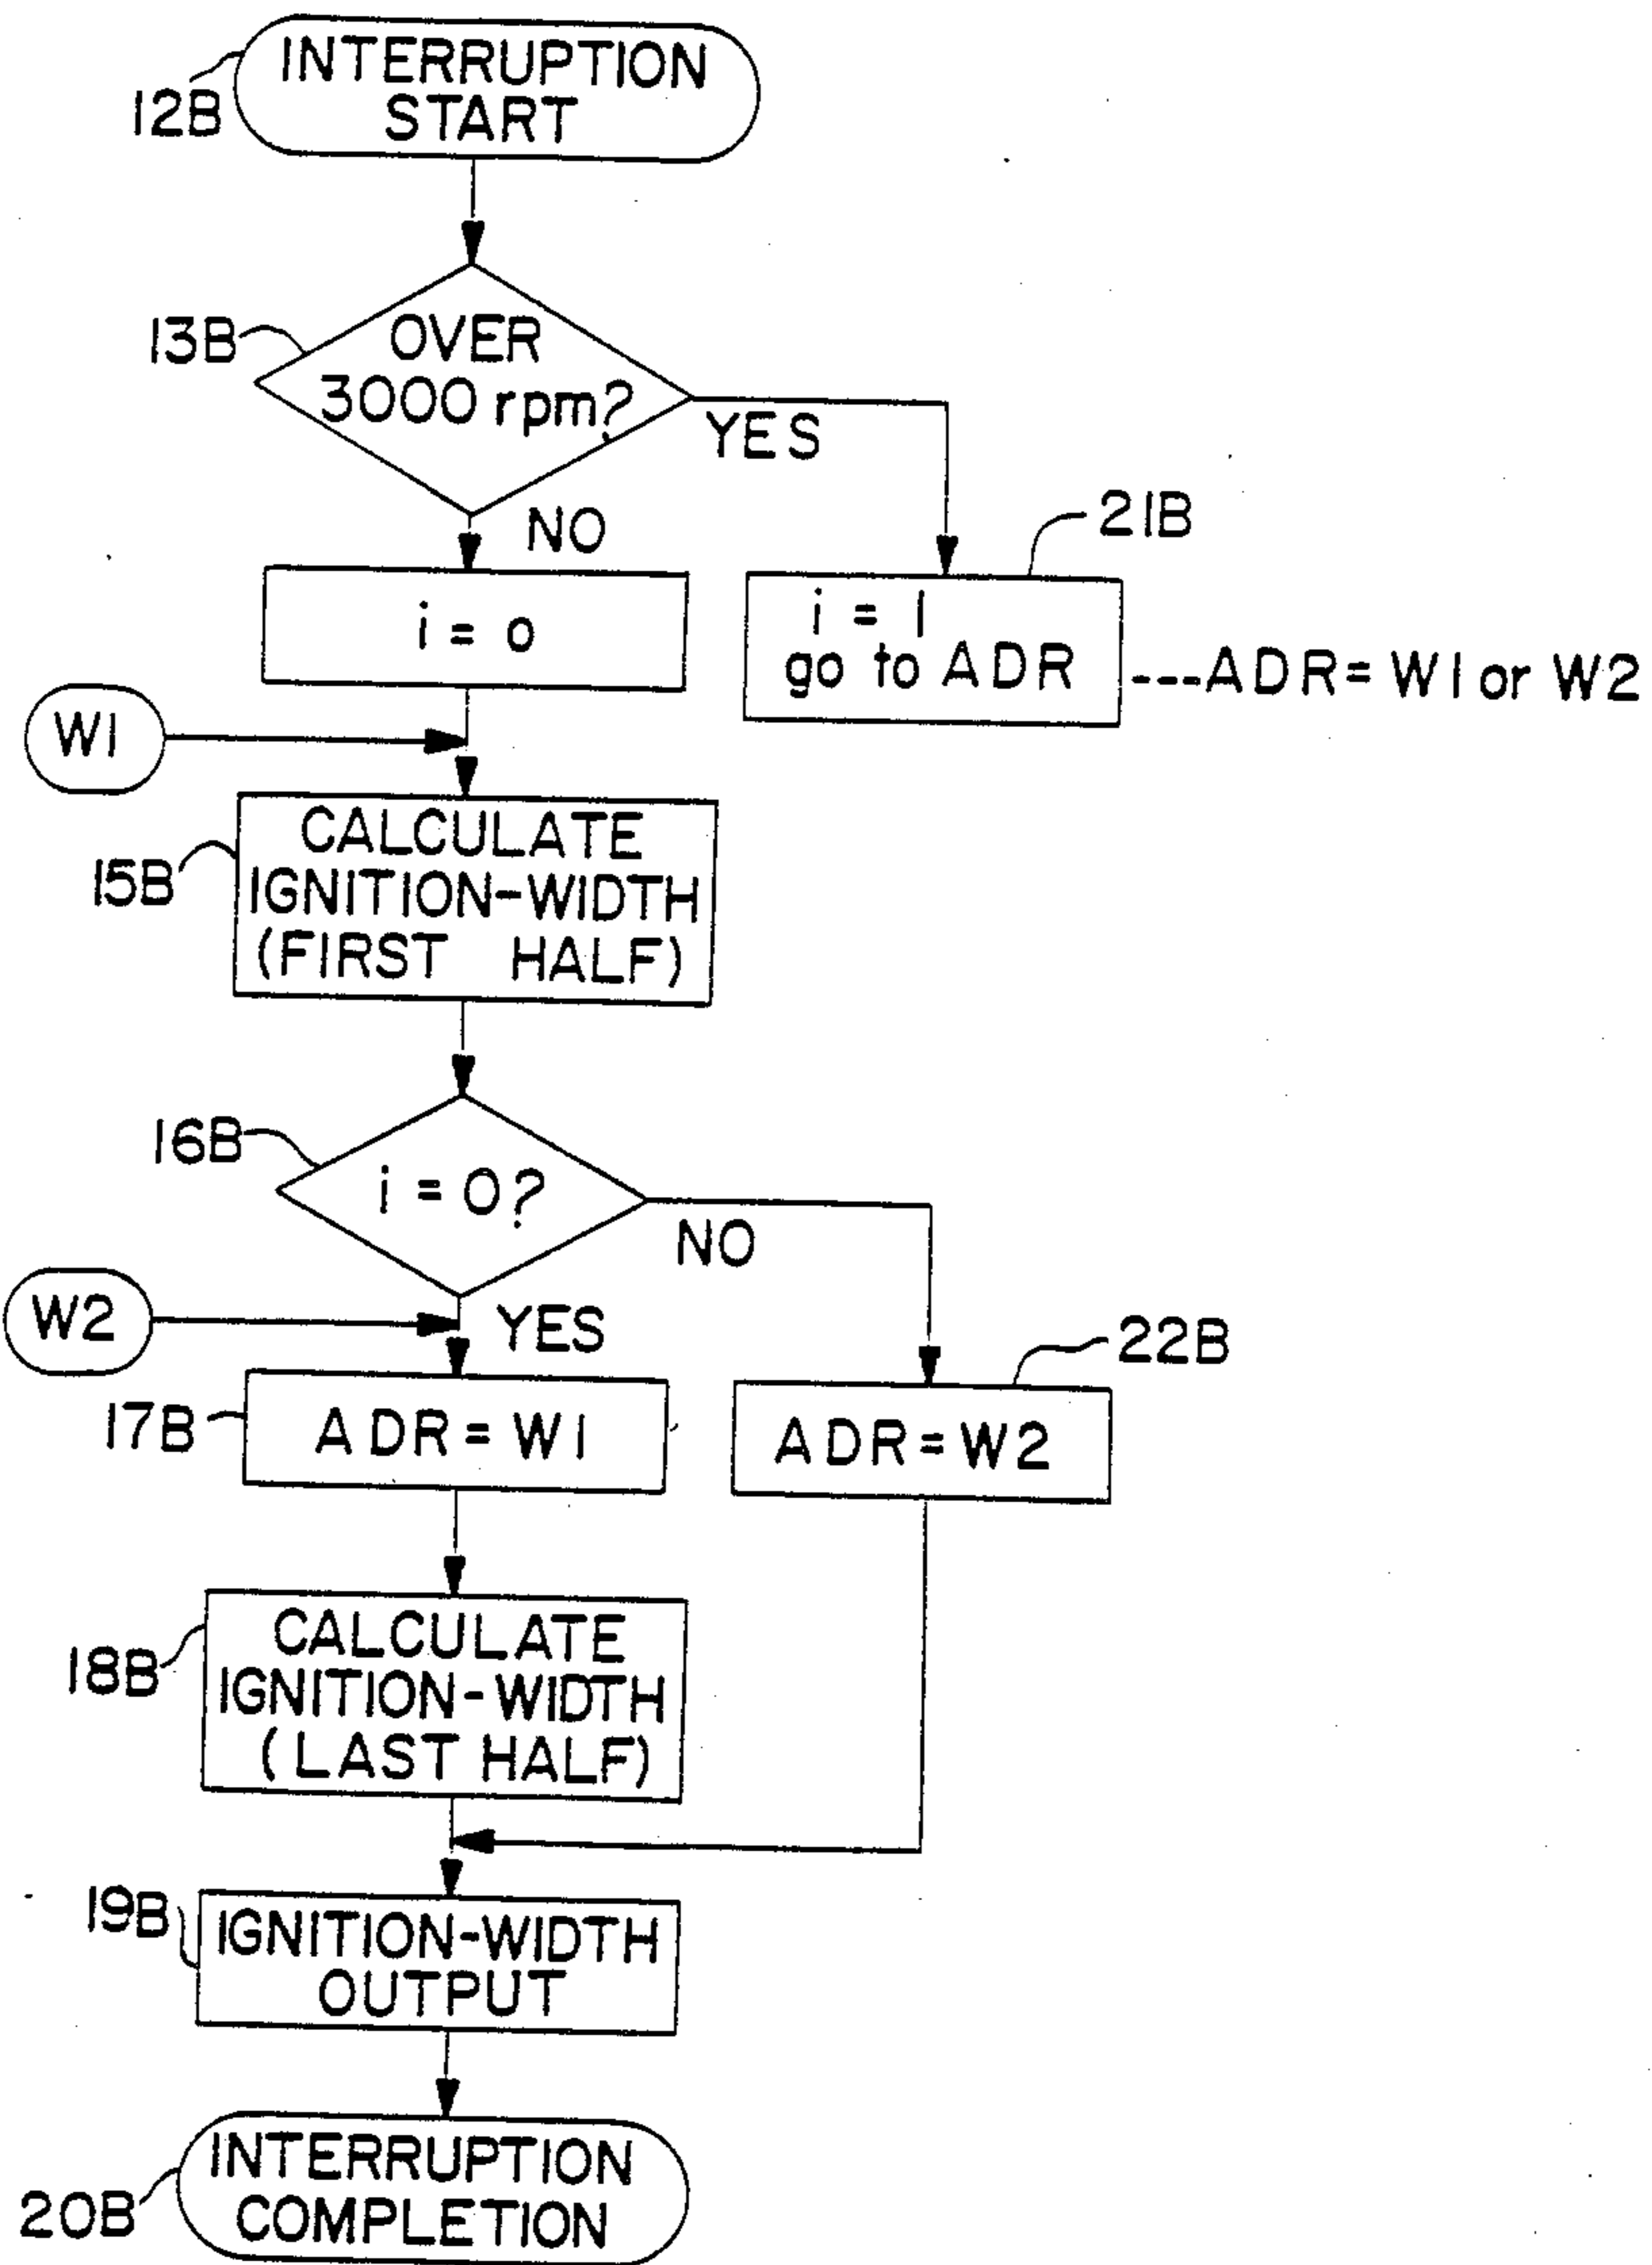 INTERRUPTION
START
12B
13B
OVER
3000 rpm?
YES
NO
21B
i = 0
i = 1
go to ADR
---ADR = W1 or W2
W1
15B
CALCULATE
IGNITION-WIDTH
(FIRST HALF)
16B
i = 0?
NO
W2
YES
22B
17B
ADR = W1
ADR = W2
18B
CALCULATE
IGNITION-WIDTH
(LAST HALF)
19B
IGNITION-WIDTH
OUTPUT
20B
INTERRUPTION
COMPLETION